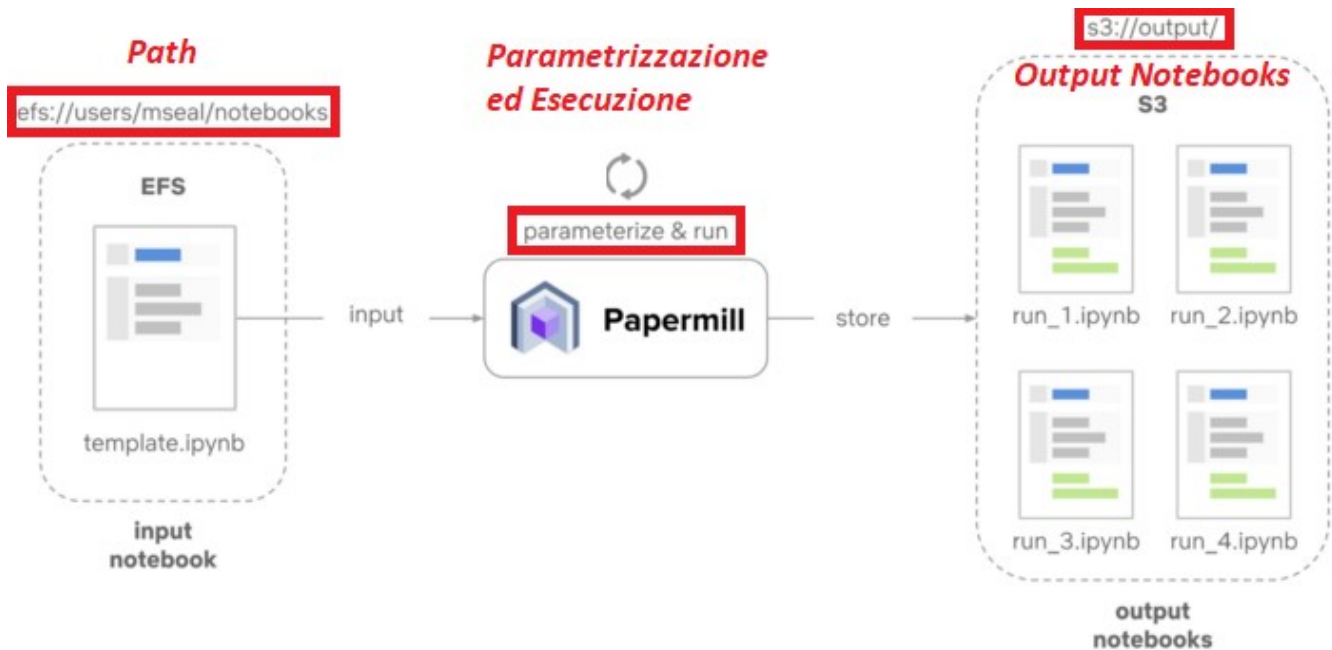 Path
efs://users/mseal/notebooks
EFS
template.ipynb
input
notebook
input
Parametrizzazione
ed Esecuzione
parameterize & run
Papermill
store
s3://output/
Output Notebooks
S3
run_1.ipynb
run_2.ipynb
run_3.ipynb
run_4.ipynb
output
notebooks